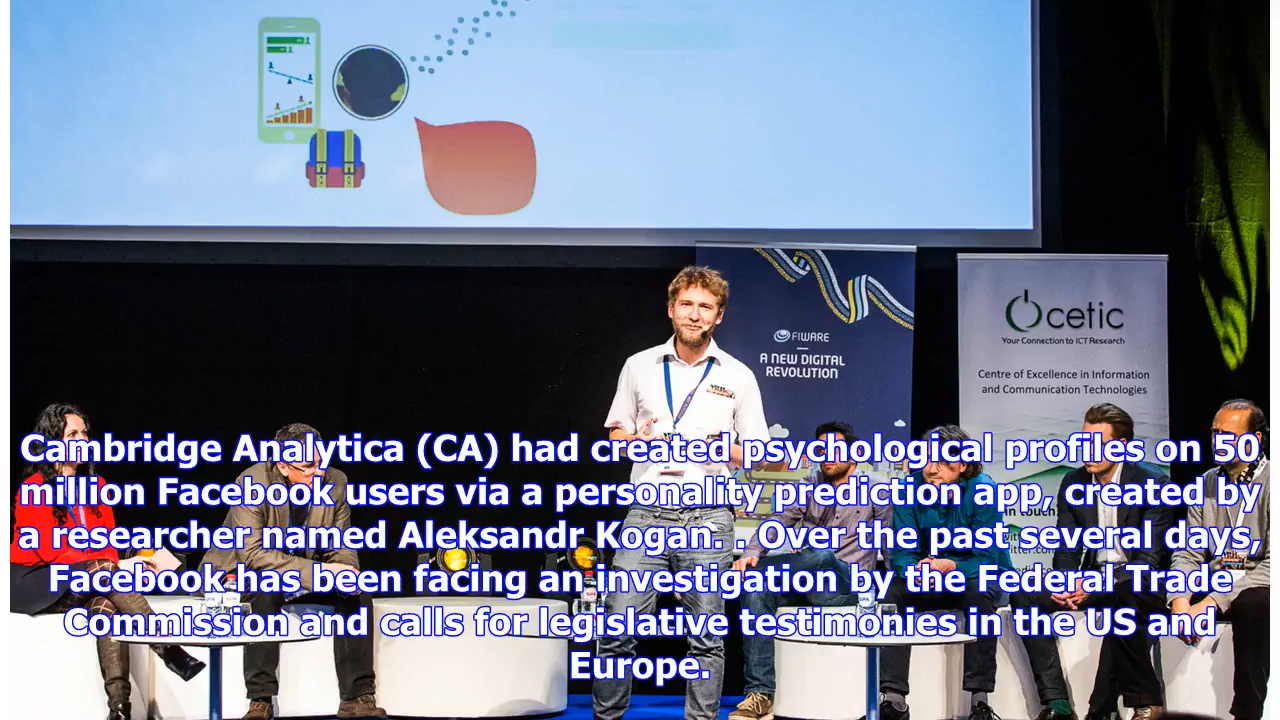 FIWARE
A NEW DIGITAL
REVOLUTION
cetic
Your Connection to ICT Research
Centre of Excellence in Information
and Communication Technologies
Cambridge Analytica (CA) had created psychological profiles on 50
million Facebook users via a personality prediction app, created by
a researcher named Aleksandr Kogan. . Over the past several days,
Facebook has been facing an investigation by the Federal Trade
Commission and calls for legislative testimonies in the US and
Europe.